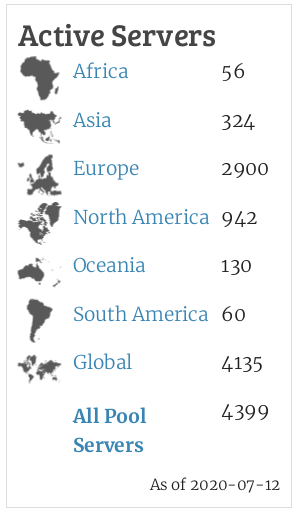 Active Servers
Africa 56
Asia 324
Europe 2900
North America 942
Oceania 130
South America 60
Global 4135
All Pool 4399
Servers
As of 2020-07-12